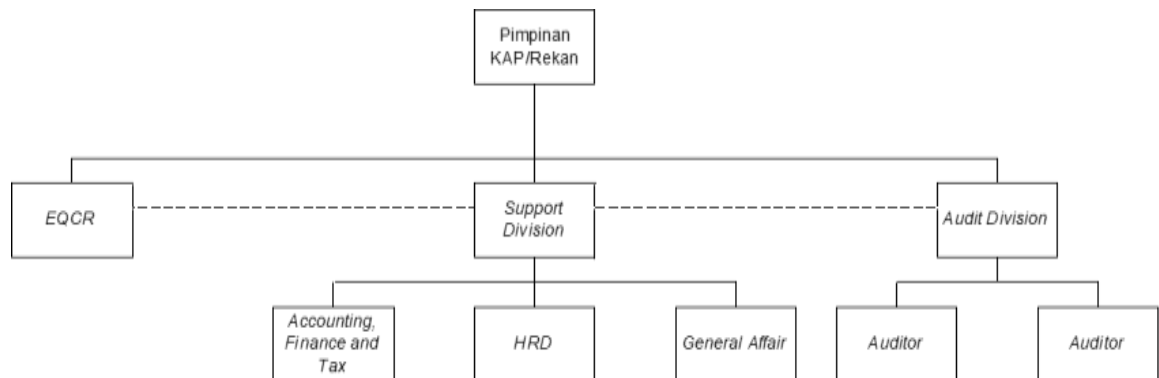 Pimpinan
KAP/Rekan
EQCR
Support
Division
Audit Division
Accounting,
Finance and
Tax
HRD
General Affair
Auditor
Auditor